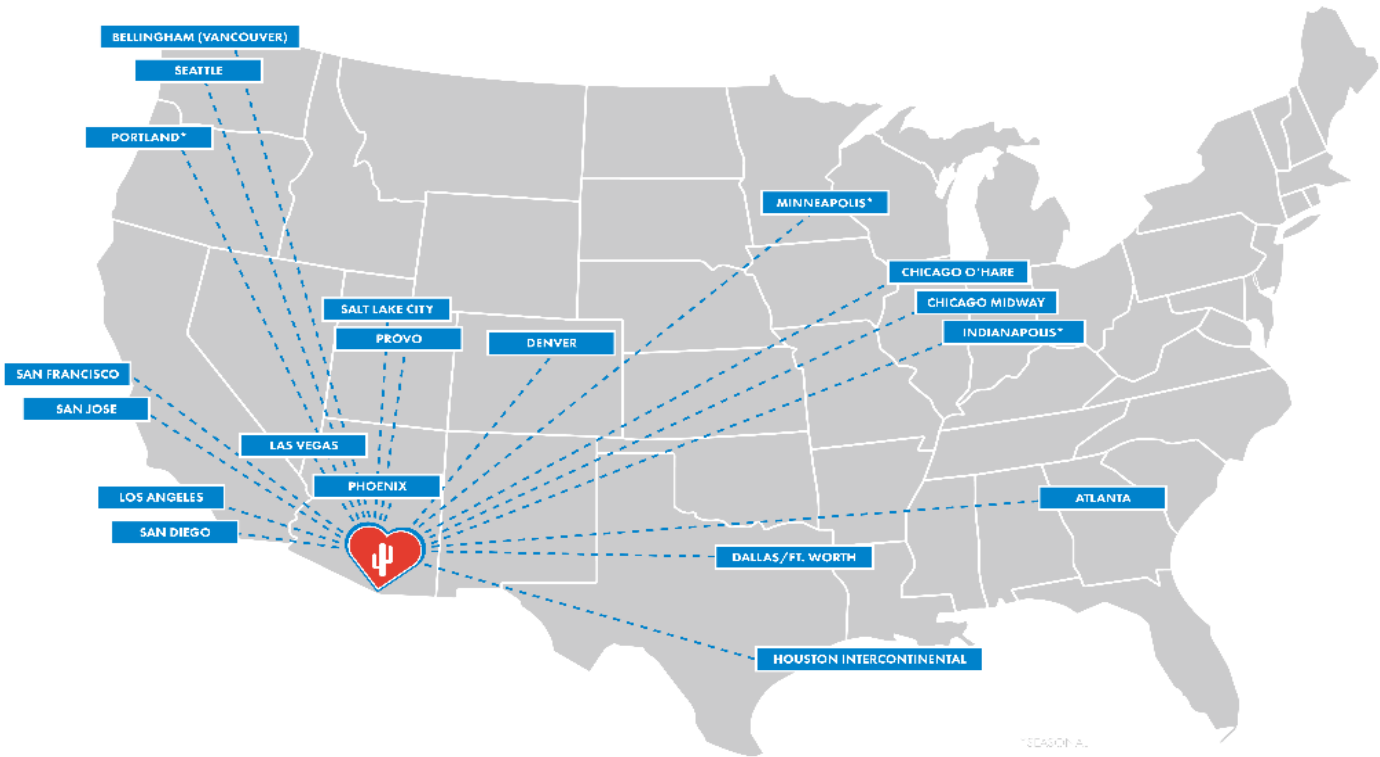 BELLINGHAM (VANCOUVER)
SEATTLE
PORTLAND*
MINNEAPOLIS*
CHICAGO O'HARE
CHICAGO MIDWAY
INDIANAPOLIS*
SALT LAKE CITY
PROVO
DENVER
SAN FRANCISCO
SAN JOSE
LAS VEGAS
PHOENIX
LOS ANGELES
SAN DIEGO
ATLANTA
DALLAS/FT. WORTH
HOUSTON INTERCONTINENTAL
*SEASONAL